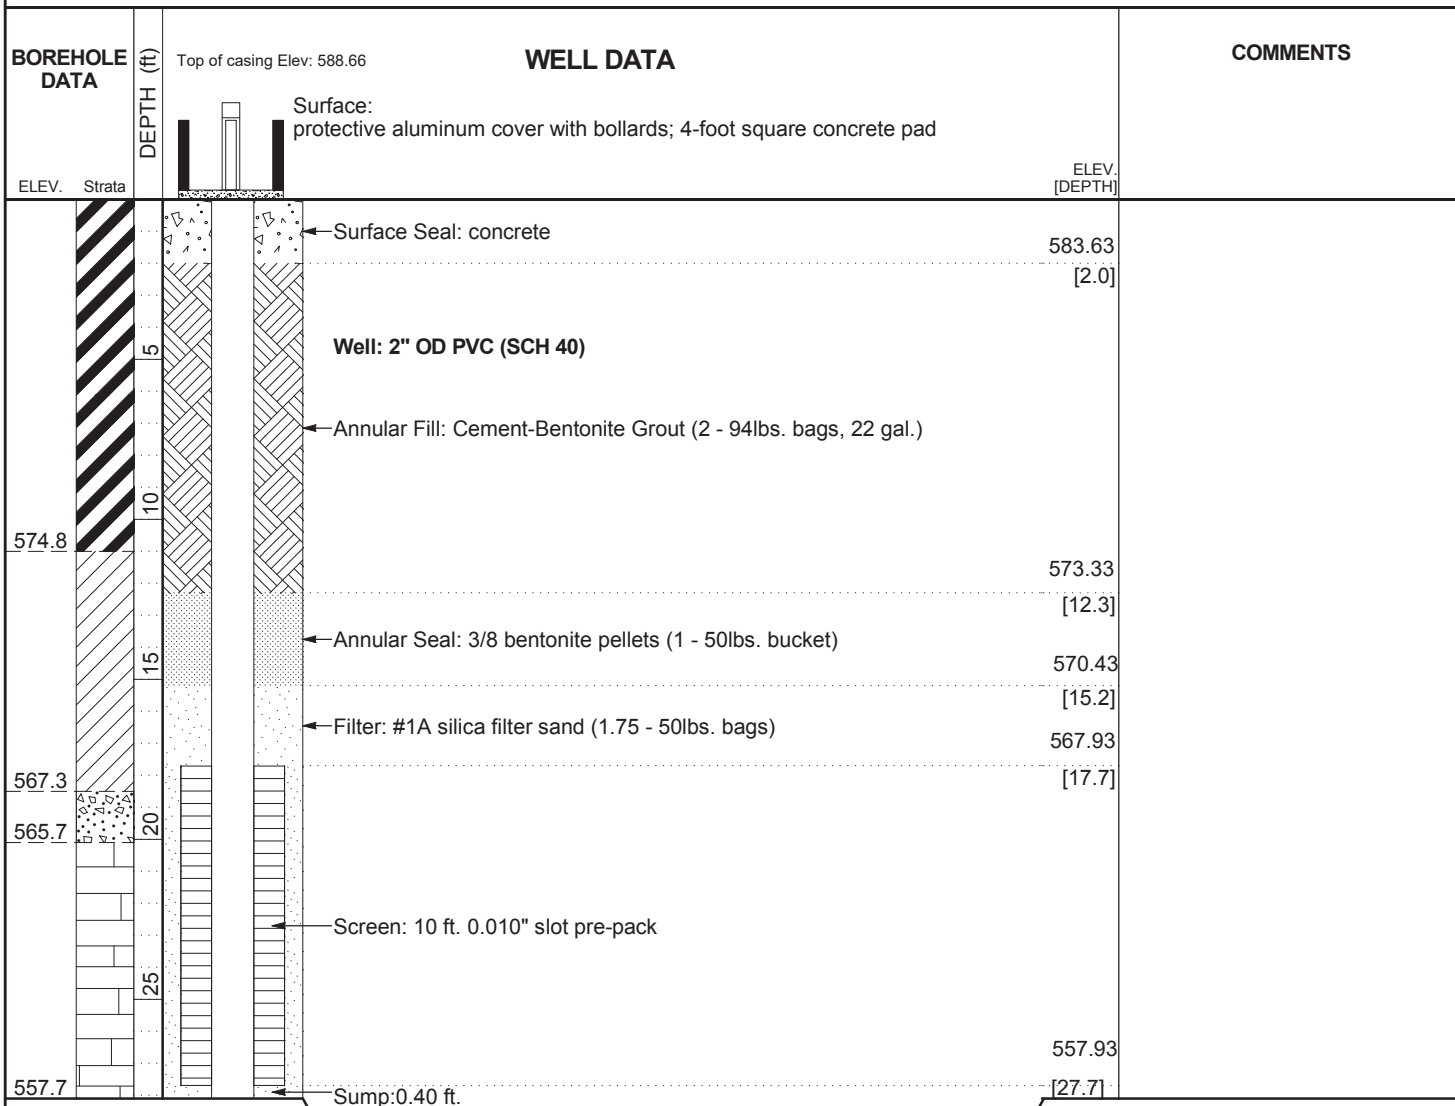 BOREHOLE
DATA
DEPTH (ft)
Top of casing Elev: 588.66
WELL DATA
COMMENTS
Surface:
protective aluminum cover with bollards; 4-foot square concrete pad
ELEV.
Strata
ELEV.
[DEPTH]
Surface Seal: concrete
583.63
[2.0]
5
Well: 2" OD PVC (SCH 40)
Annular Fill: Cement-Bentonite Grout (2 - 94lbs. bags, 22 gal.)
10
574.8
573.33
[12.3]
Annular Seal: 3/8 bentonite pellets (1 - 50lbs. bucket)
15
570.43
[15.2]
Filter: #1A silica filter sand (1.75 - 50lbs. bags)
567.93
[17.7]
567.3
20
565.7
Screen: 10 ft. 0.010" slot pre-pack
25
557.93
557.7
[27.7]
Sump:0.40 ft.